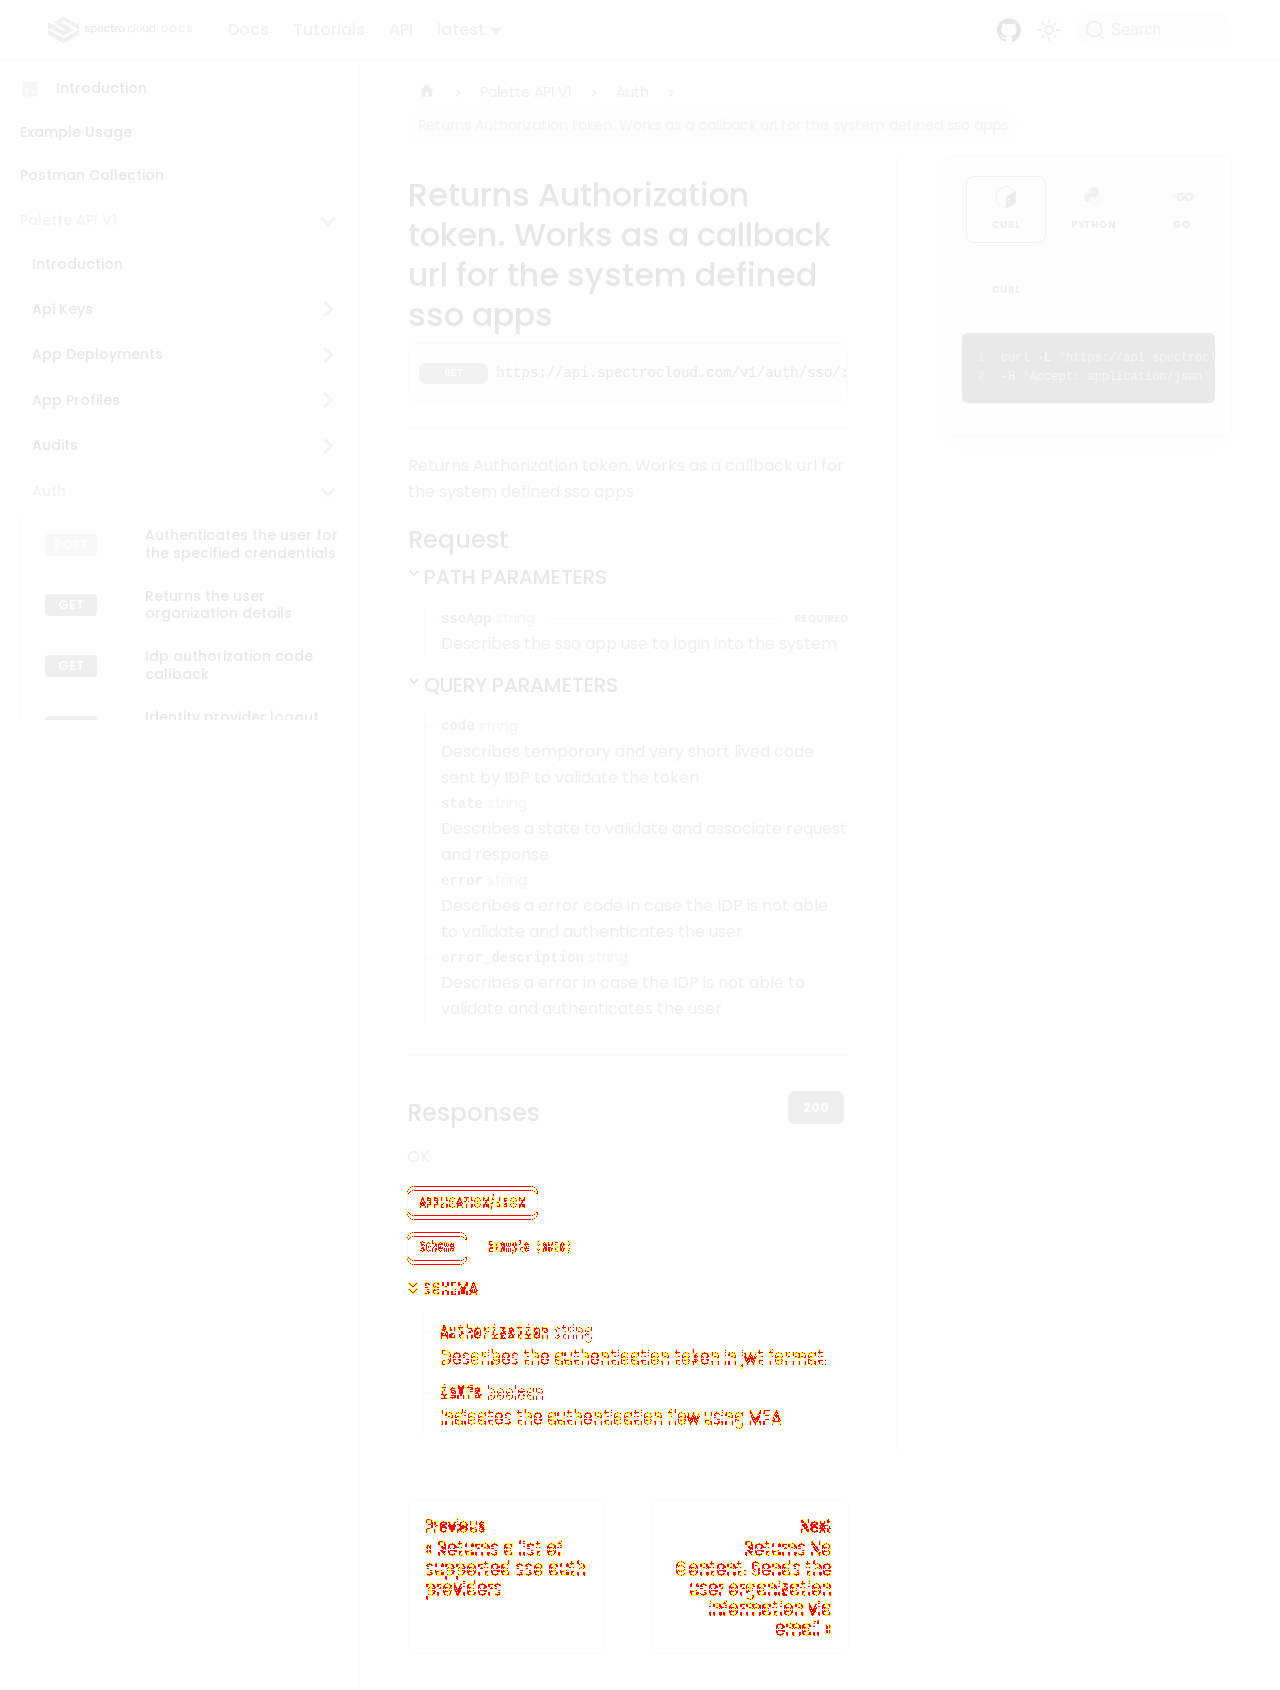 spectro cloud DOCS Docs Tutorials API latest Search
Introduction
Example Usage
Postman Collection
Palette API V1
Introduction
Api Keys
App Deployments
App Profiles
Audits
Auth
POST Authenticates the user for
the specified crendentials
GET Returns the user
organization details
GET Idp authorization code
callback
Identity provider logout
Palette API V1 Auth
Returns Authorization token. Works as a callback url for the system defined sso apps
Returns Authorization
token. Works as a callback
url for the system defined
sso apps
GET https://api.spectrocloud.com/v1/auth/sso/:
Returns Authorization token. Works as a callback url for
the system defined sso apps
Request
PATH PARAMETERS
ssoApp string REQUIRED
Describes the sso app use to login into the system
QUERY PARAMETERS
code string
Describes temporary and very short lived code
sent by IDP to validate the token
state string
Describes a state to validate and associate request
and response
error string
Describes a error code in case the IDP is not able
to validate and authenticates the user
error_description string
Describes a error in case the IDP is not able to
validate and authenticates the user
Responses 200
OK
APPLICATION/JSON
Schema Example (auto)
SCHEMA
Authorization string
Describes the authentication token in jwt format.
isMfa boolean
Indicates the authentication flow using MFA
Previous
« Returns a list of
supported sso auth
providers
Next
Returns No
Content. Sends the
user organization
information via
email »
CURL PYTHON GO
CURL
1 curl -L 'https://api.spectrocl
2 -H 'Accept: application/json'